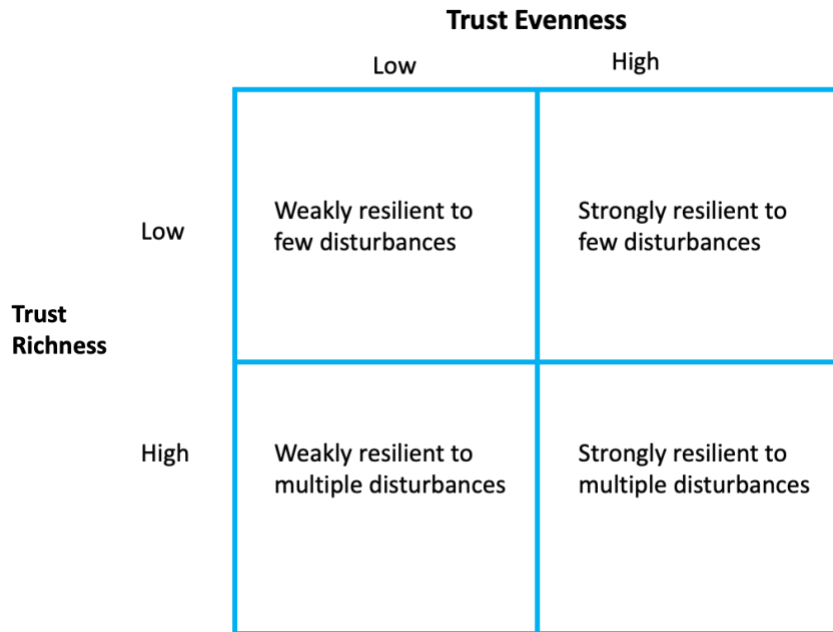 Trust Evenness
Low
High
Low
Weakly resilient to
few disturbances
Strongly resilient to
few disturbances
Trust
Richness
High
Weakly resilient to
multiple disturbances
Strongly resilient to
multiple disturbances